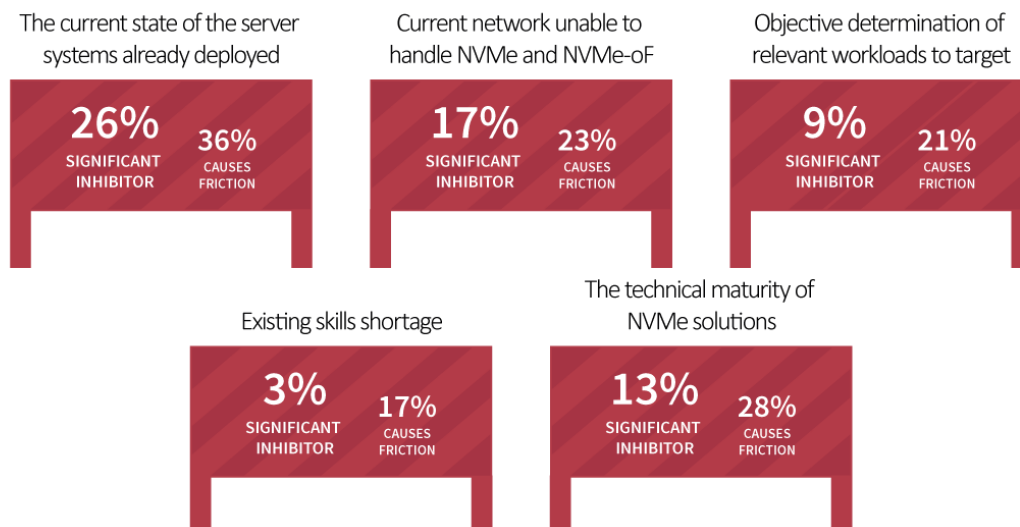 The current state of the server
systems already deployed
26%
SIGNIFICANT
INHIBITOR
36%
CAUSES
FRICTION
Current network unable to
handle NVMe and NVMe-oF
17%
SIGNIFICANT
INHIBITOR
23%
CAUSES
FRICTION
Objective determination of
relevant workloads to target
9%
SIGNIFICANT
INHIBITOR
21%
CAUSES
FRICTION
Existing skills shortage
3%
SIGNIFICANT
INHIBITOR
17%
CAUSES
FRICTION
The technical maturity of
NVMe solutions
13%
SIGNIFICANT
INHIBITOR
28%
CAUSES
FRICTION